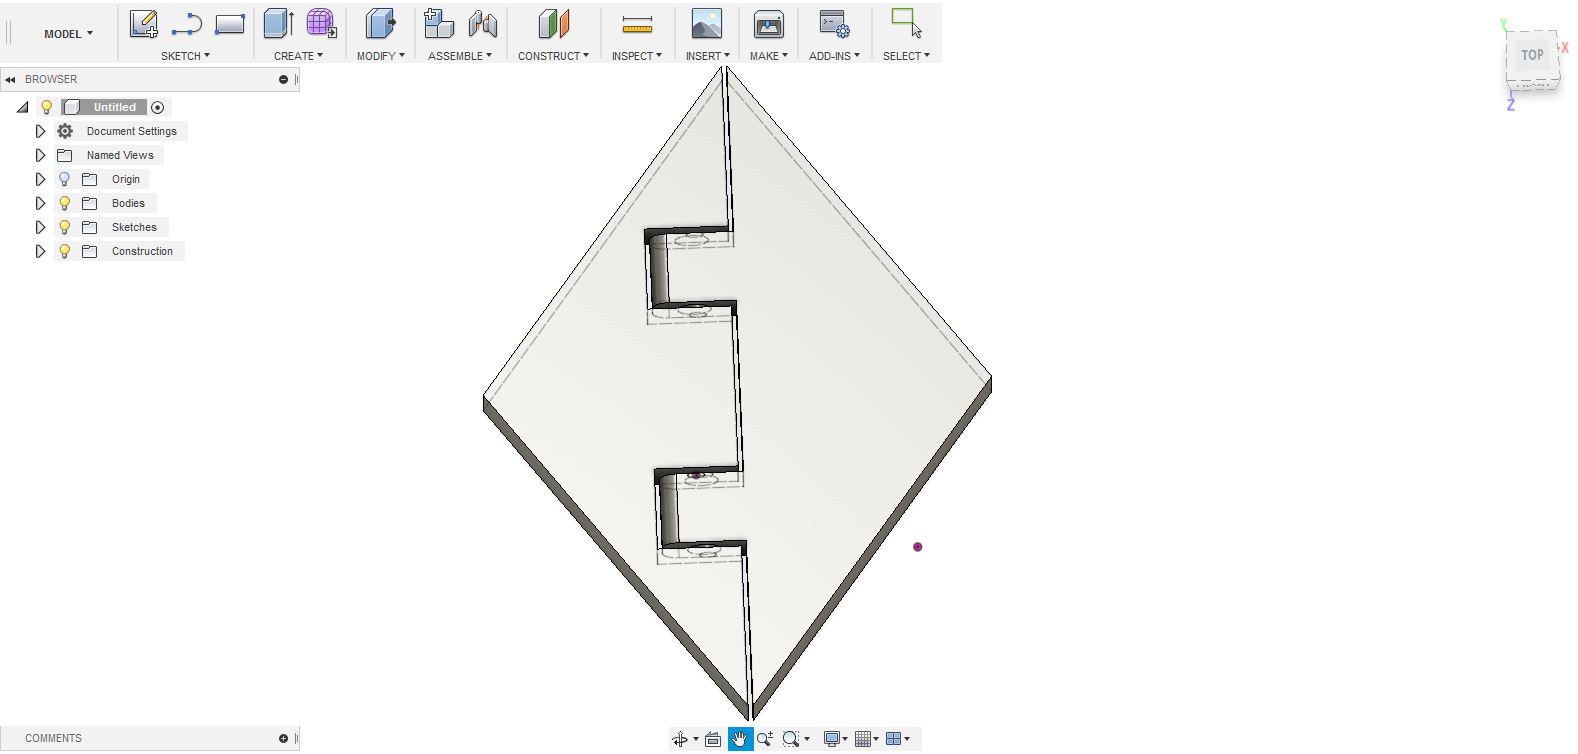 MODEL
SKETCH
CREATE
MODIFY
ASSEMBLE
CONSTRUCT
INSPECT
INSERT
MAKE
ADD-INS
SELECT
BROWSER
Untitled
Document Settings
Named Views
Origin
Bodies
Sketches
Construction
Y
TOP
X
Z
COMMENTS